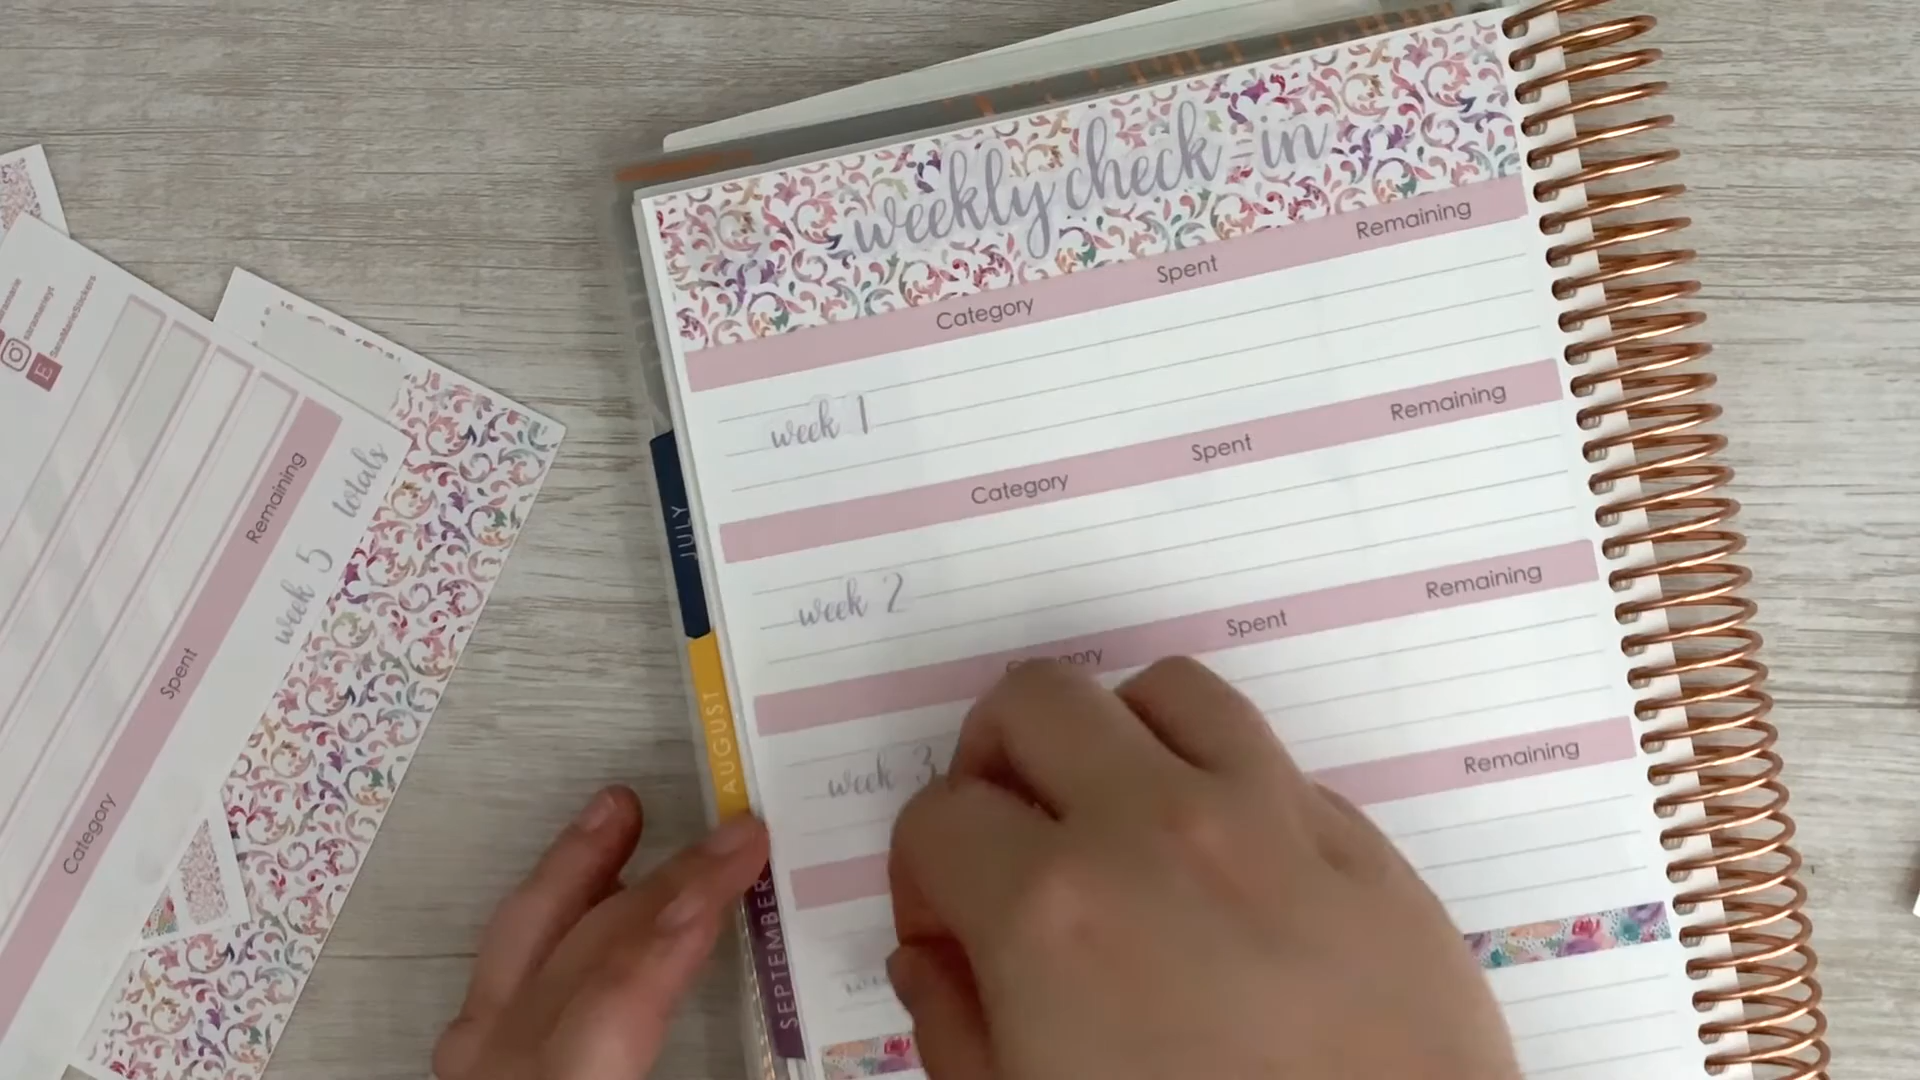 weekly check-in
Category Spent Remaining
week 1
Category Spent Remaining
week 2
Category Spent Remaining
week 3
Remaining
JULY
AUGUST
SEPTEMBER
Category Spent Remaining
week 5 totals
SaraMarieStickers